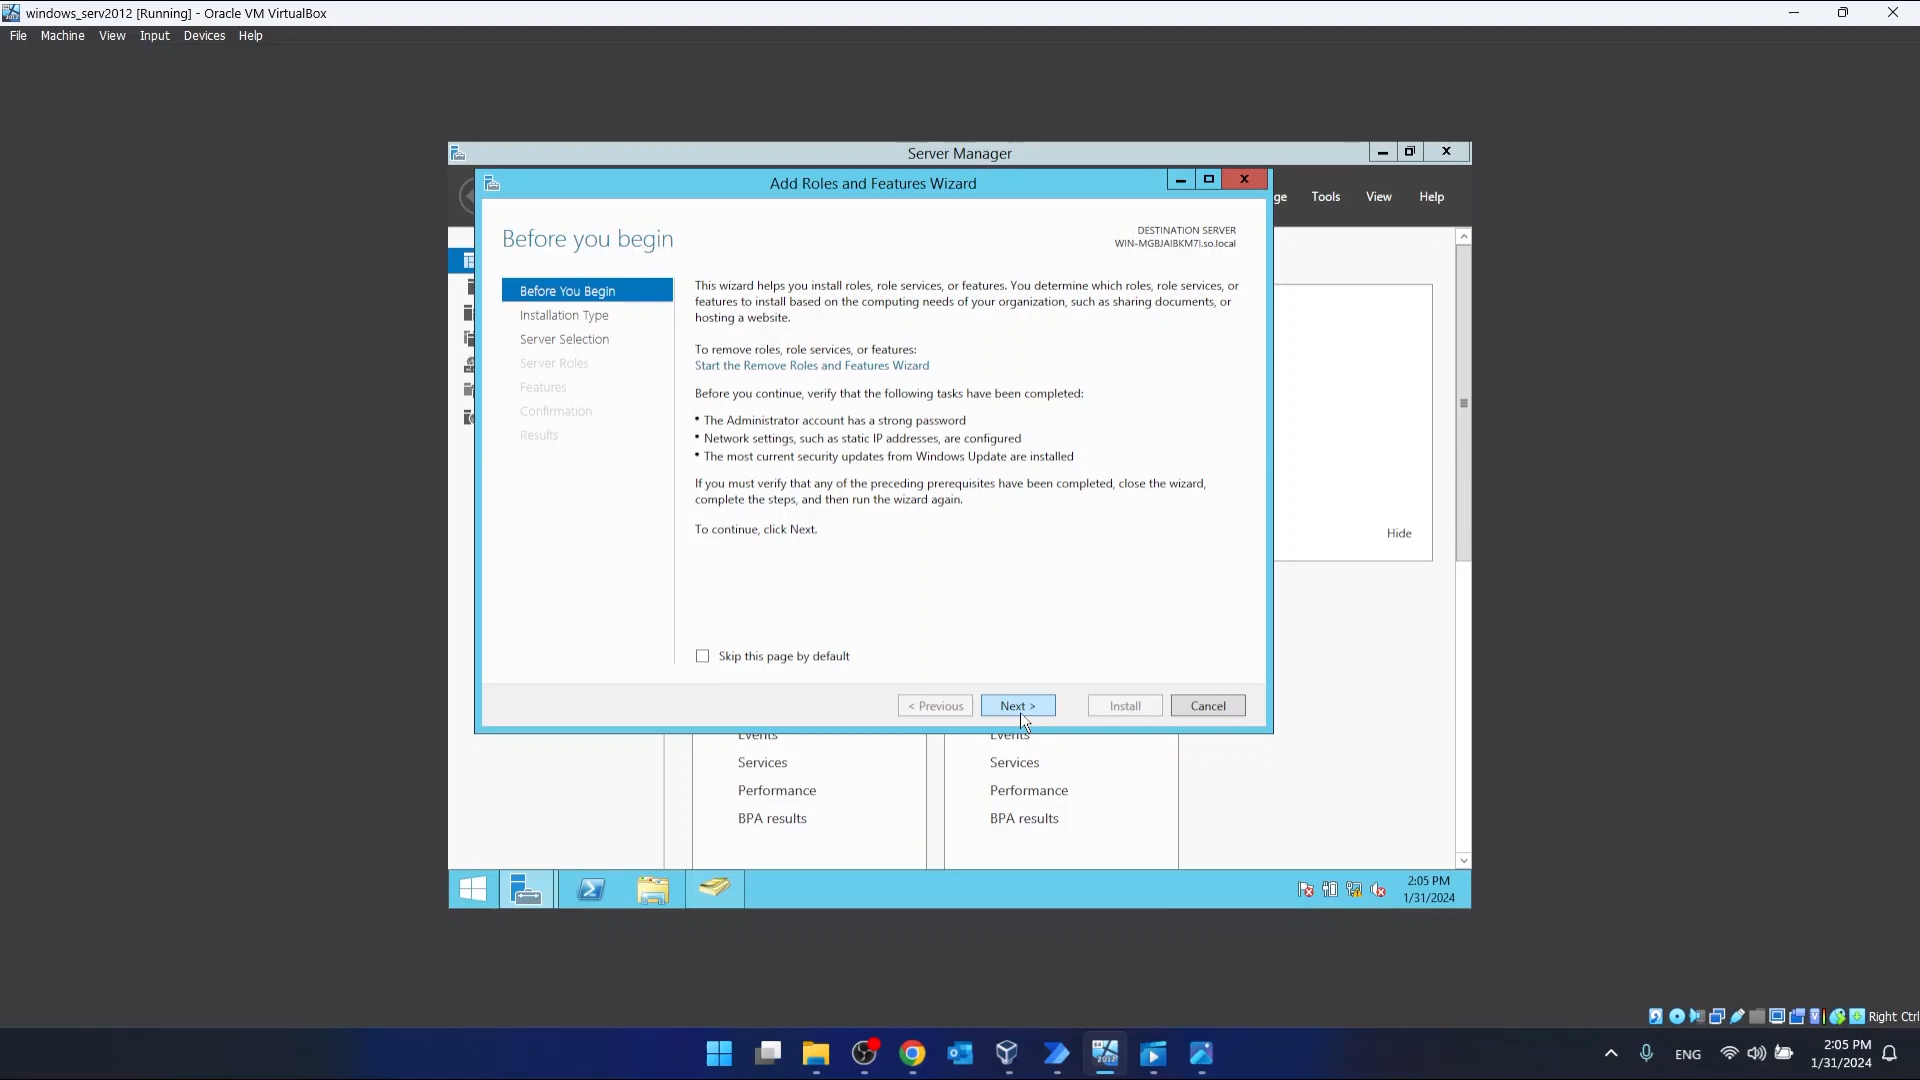 windows_serv2012 [Running] - Oracle VM VirtualBox
File Machine View Input Devices Help
Server Manager
Add Roles and Features Wizard
ge Tools View Help
Before you begin
DESTINATION SERVER
WIN-MGBJAIBKM7I.so.local
Before You Begin
Installation Type
Server Selection
Server Roles
Features
Confirmation
Results
This wizard helps you install roles, role services, or features. You determine which roles, role services, or
features to install based on the computing needs of your organization, such as sharing documents, or
hosting a website.
To remove roles, role services, or features:
Start the Remove Roles and Features Wizard
Before you continue, verify that the following tasks have been completed:
• The Administrator account has a strong password
• Network settings, such as static IP addresses, are configured
• The most current security updates from Windows Update are installed
If you must verify that any of the preceding prerequisites have been completed, close the wizard,
complete the steps, and then run the wizard again.
To continue, click Next.
Hide
Skip this page by default
< Previous Next > Install Cancel
Events Events
Services Services
Performance Performance
BPA results BPA results
2:05 PM
1/31/2024
Right Ctrl
ENG
2:05 PM
1/31/2024